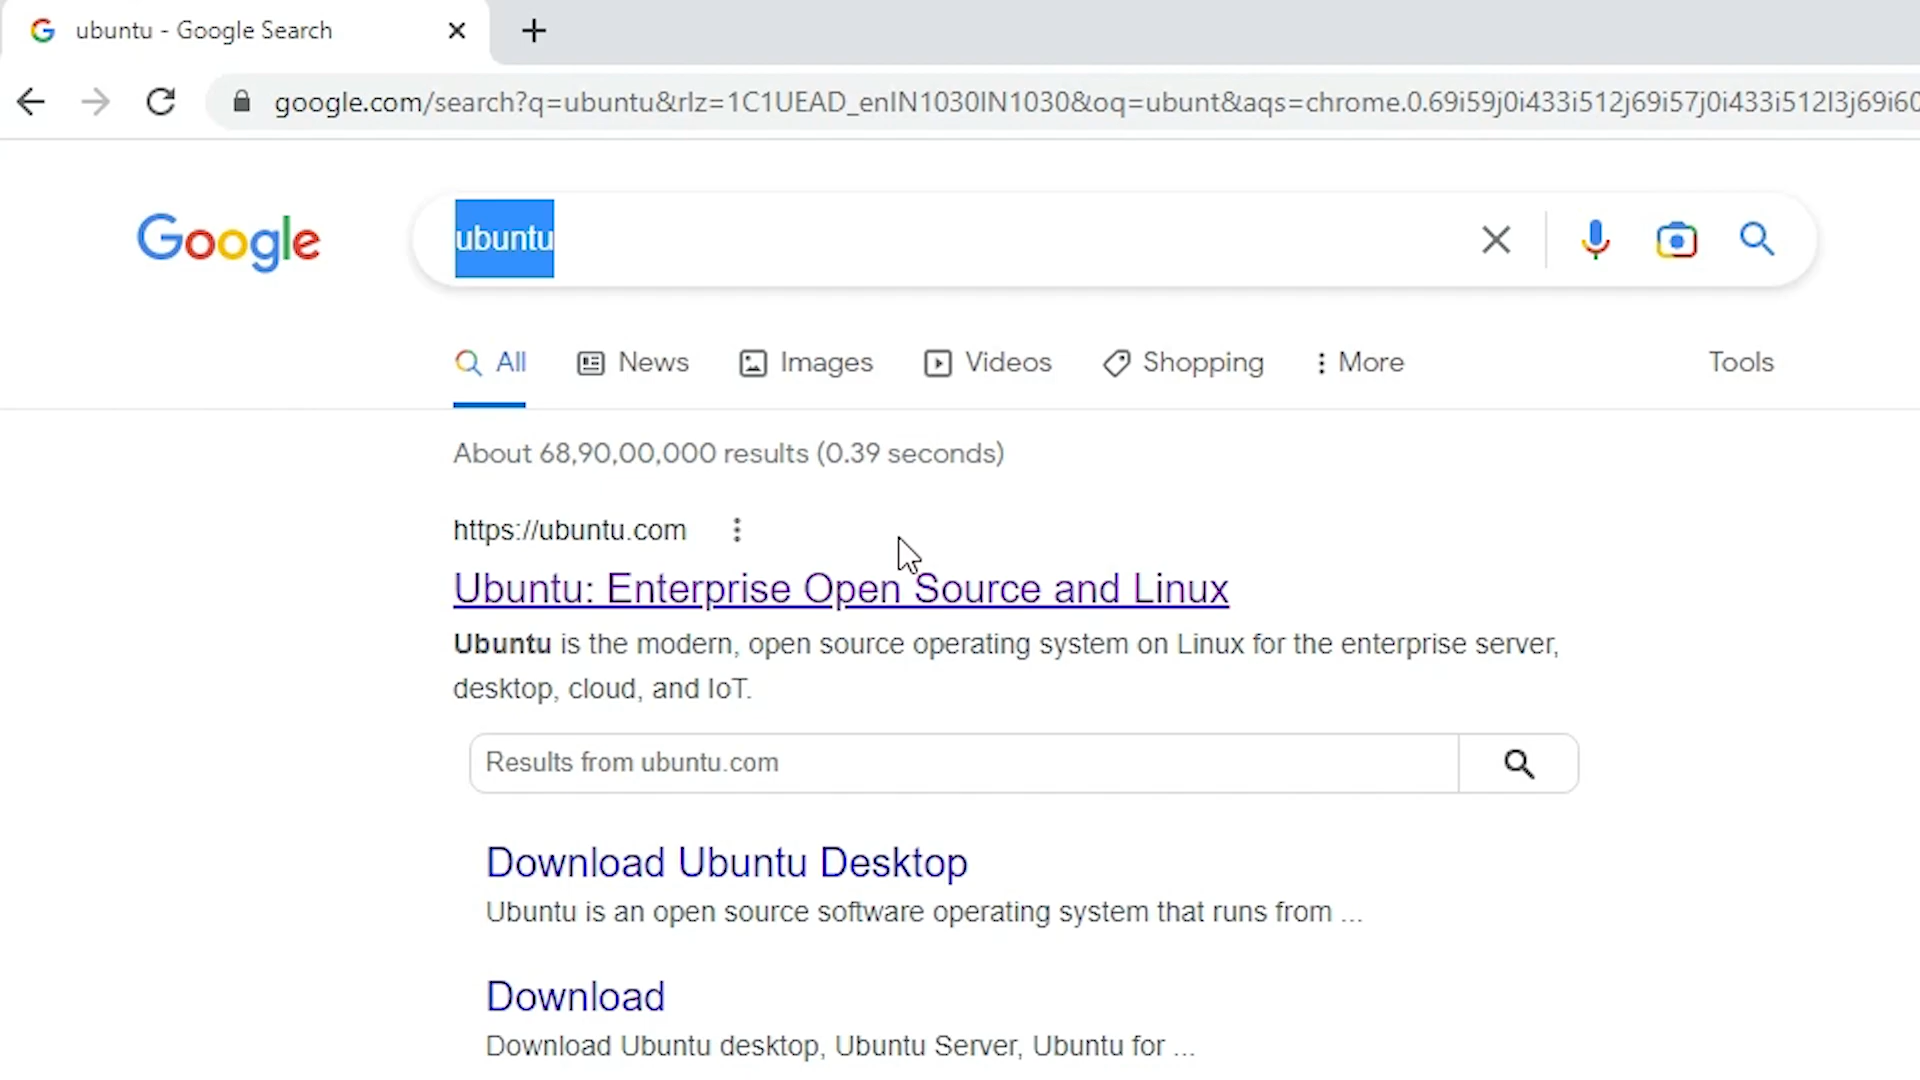 ubuntu - Google Search
google.com/search?q=ubuntu&rlz=1C1UEAD_enIN1030IN1030&oq=ubunt&aqs=chrome.0.69i59j0i433i512j69i57j0i433i512l3j69i60
Google
ubuntu
All News Images Videos Shopping More Tools
About 68,90,00,000 results (0.39 seconds)
https://ubuntu.com
Ubuntu: Enterprise Open Source and Linux
Ubuntu is the modern, open source operating system on Linux for the enterprise server,
desktop, cloud, and IoT.
Results from ubuntu.com
Download Ubuntu Desktop
Ubuntu is an open source software operating system that runs from ...
Download
Download Ubuntu desktop, Ubuntu Server, Ubuntu for ...